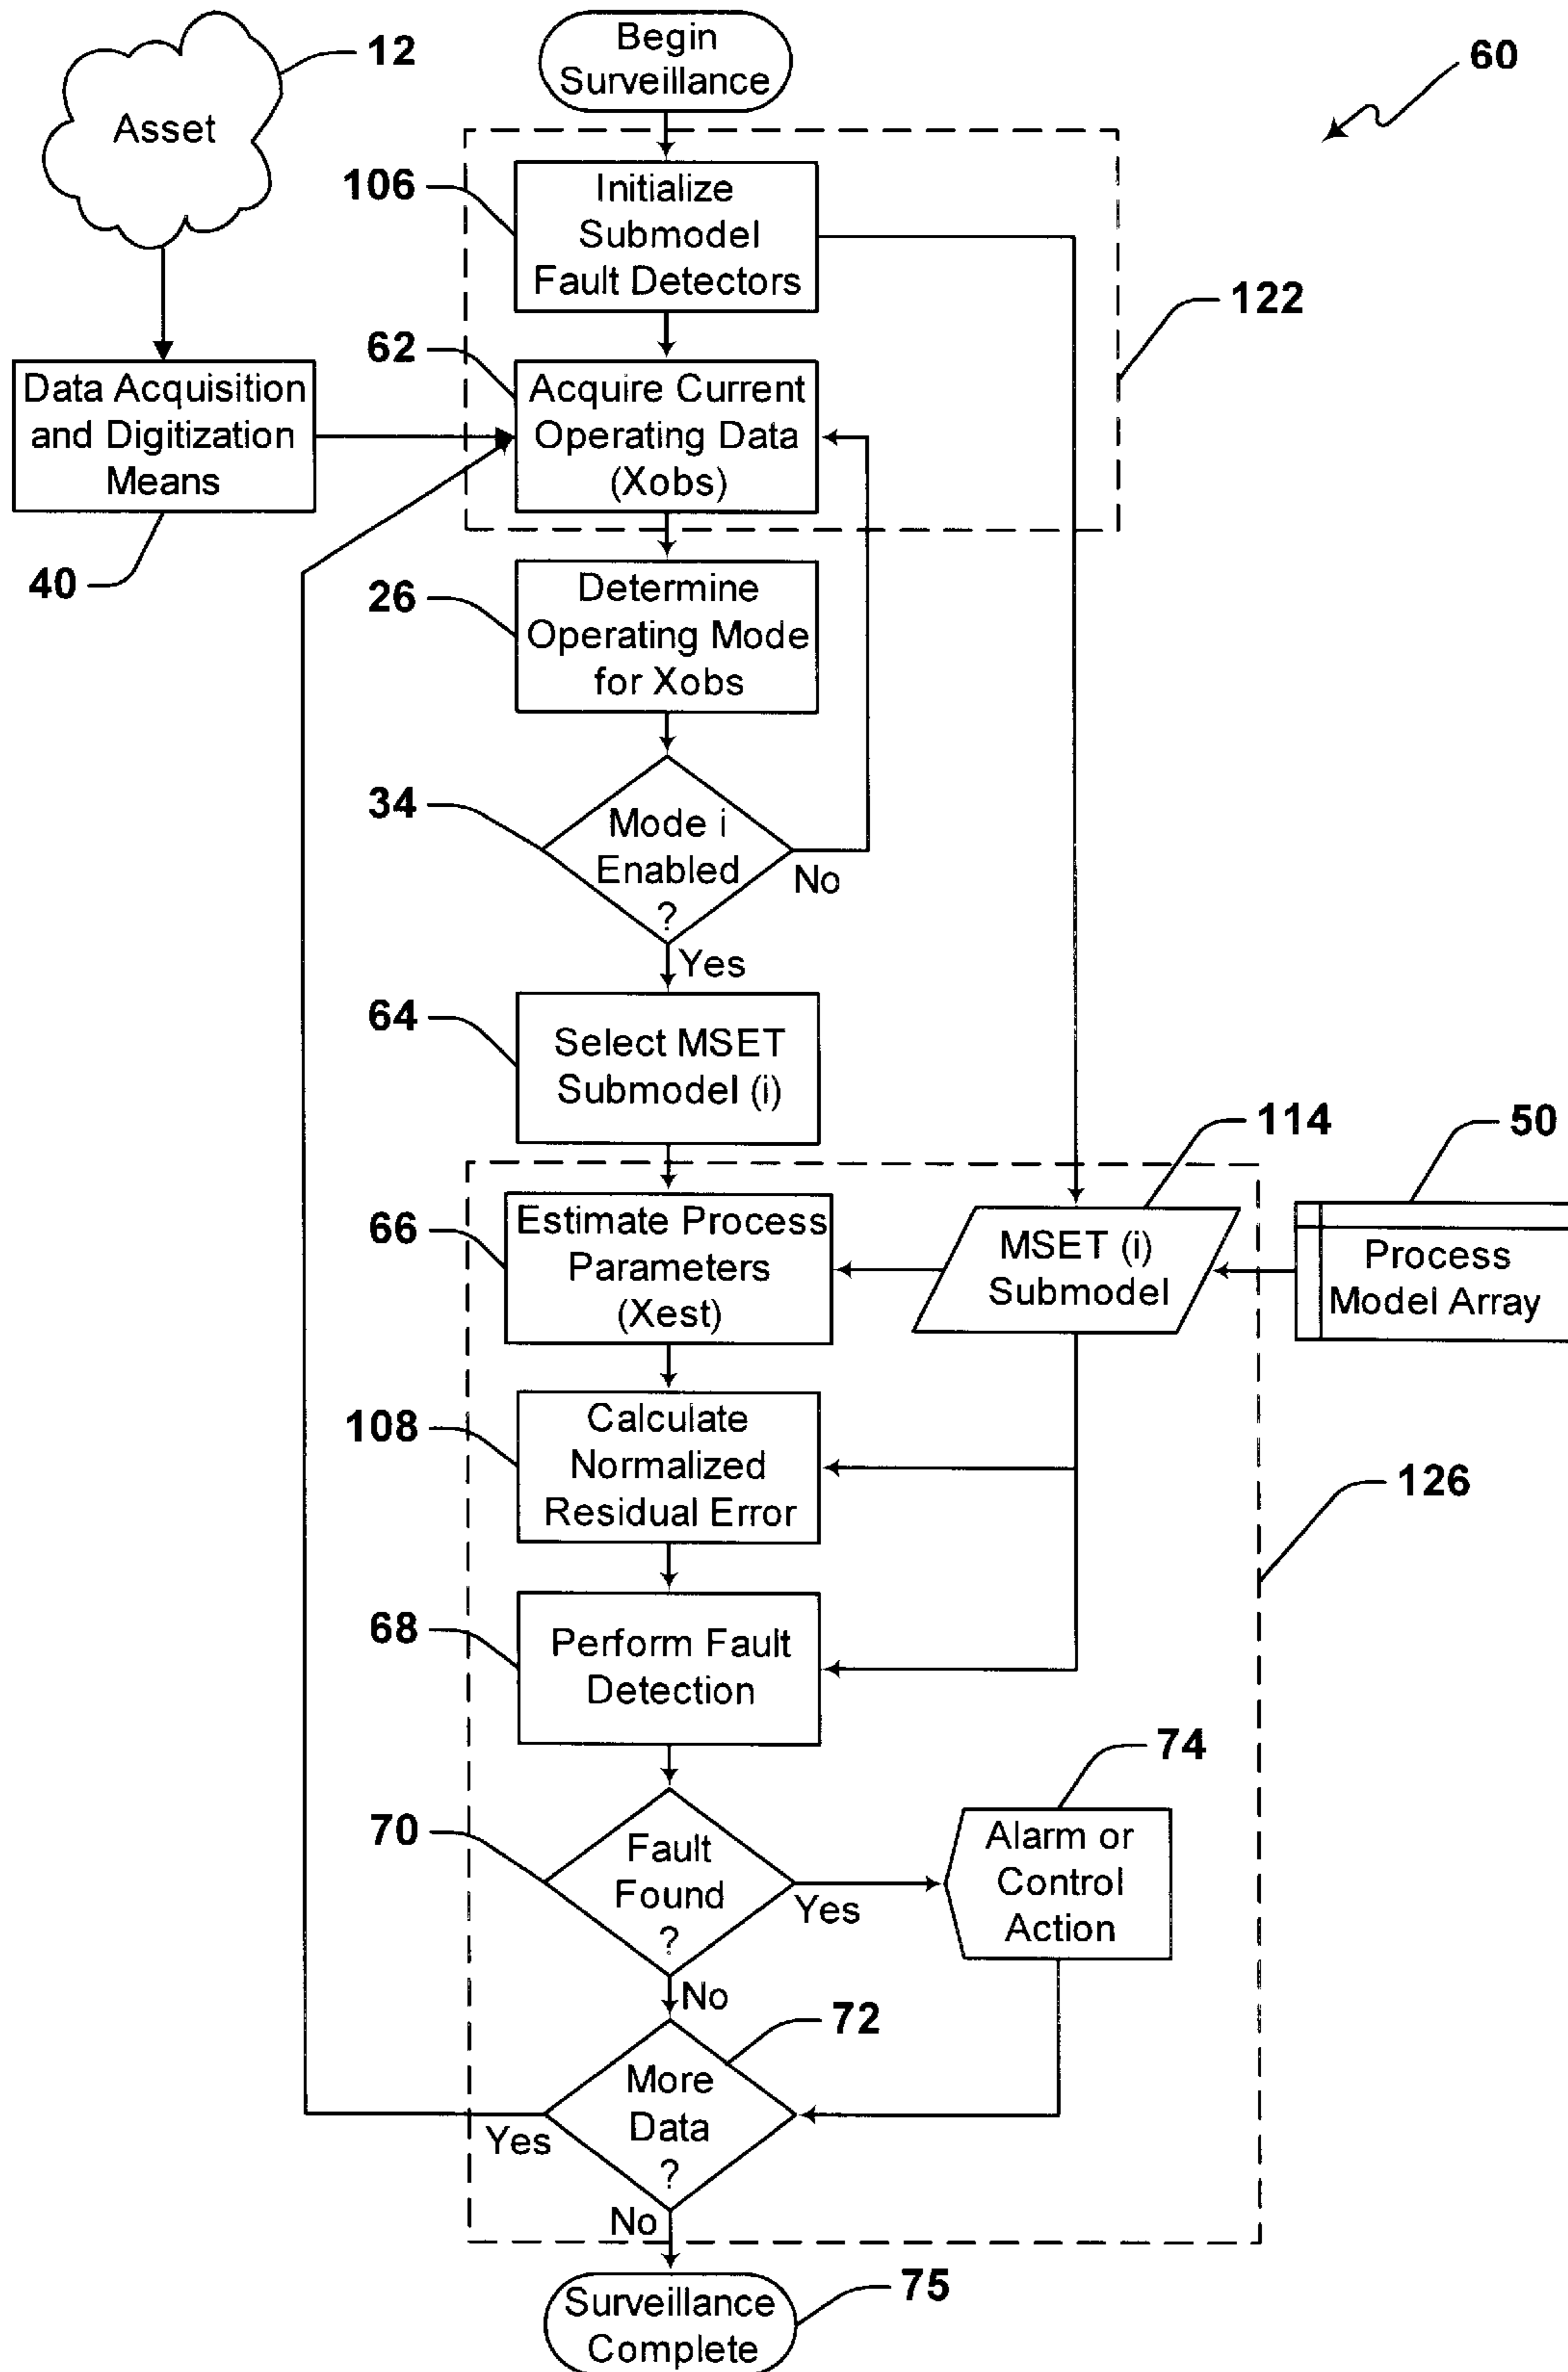 12
Asset
Begin
Surveillance
60
106
Initialize
Submodel
Fault Detectors
122
62
Data Acquisition
and Digitization
Means
40
Acquire Current
Operating Data
(Xobs)
26
Determine
Operating Mode
for Xobs
34
Mode i
Enabled
?
No
Yes
64
Select MSET
Submodel (i)
114
50
66
Estimate Process
Parameters
(Xest)
MSET (i)
Submodel
Process
Model Array
108
Calculate
Normalized
Residual Error
126
68
Perform Fault
Detection
74
70
Fault
Found
?
Yes
Alarm or
Control
Action
No
72
More
Data
?
Yes
No
75
Surveillance
Complete